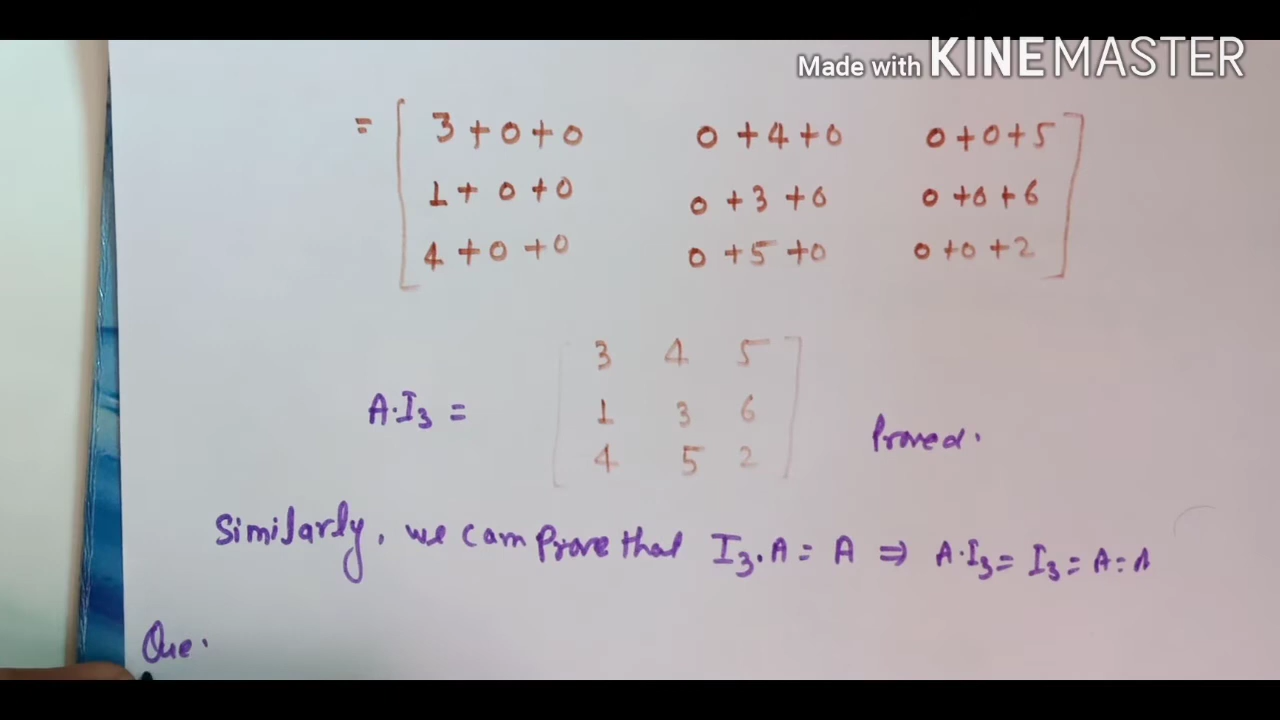 Made with KINEMASTER
= [ 3+0+0 0+4+0 0+0+5 ]
1+0+0 0+3+0 0+0+6
4+0+0 0+5+0 0+0+2
3 4 5
A·I₃ = [ 1 3 6 ] Proved.
4 5 2
Similarly, we can Prove that I₃.A = A ⇒ A·I₃ = I₃ = A = A
Que.